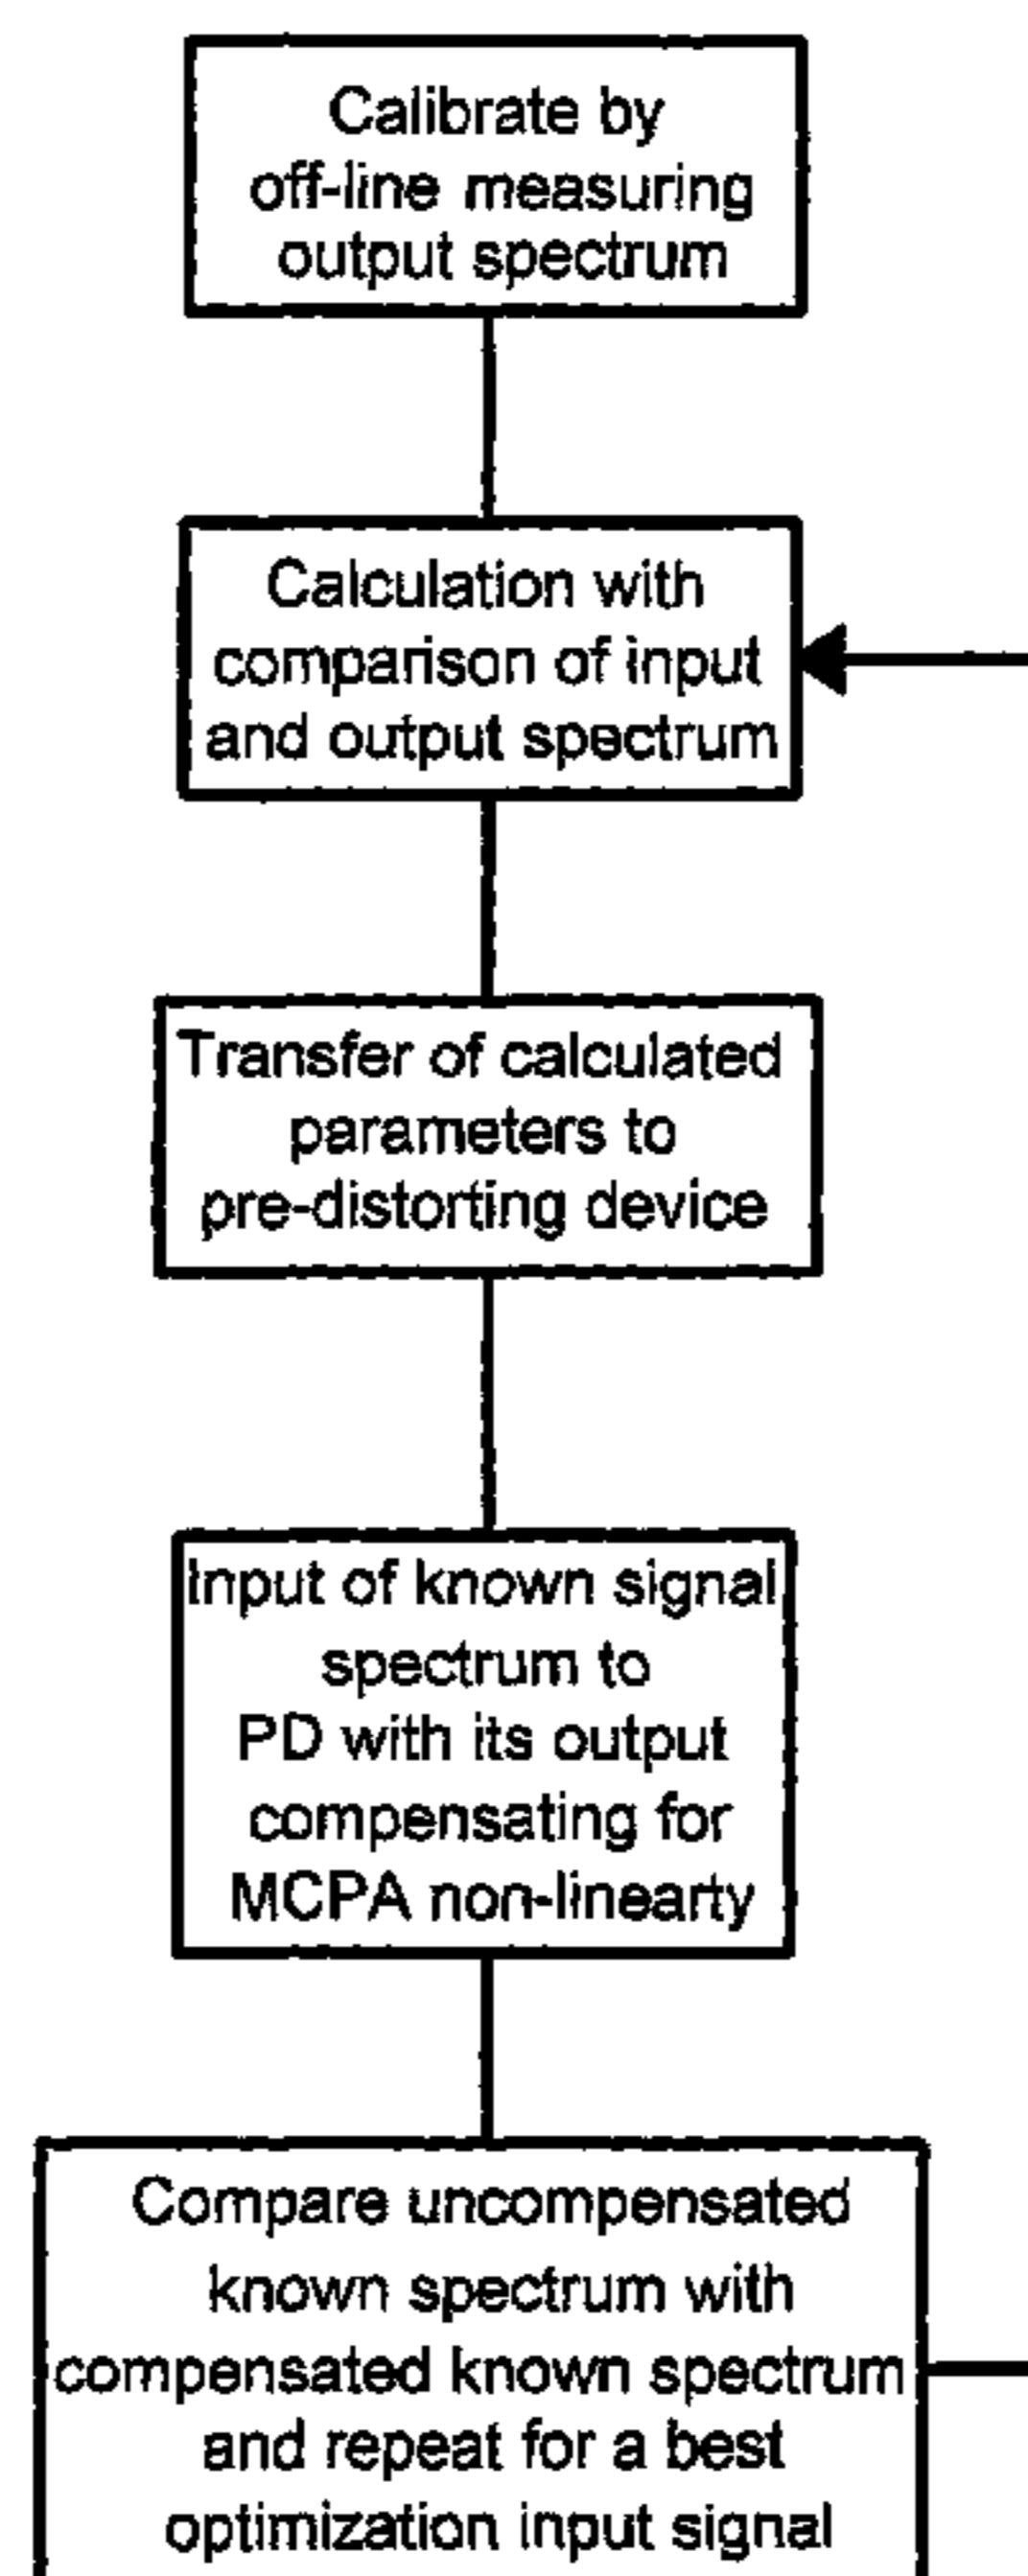 Calibrate by
off-line measuring
output spectrum
Calculation with
comparison of input
and output spectrum
Transfer of calculated
parameters to
pre-distorting device
Input of known signal
spectrum to
PD with its output
compensating for
MCPA non-linearty
Compare uncompensated
known spectrum with
compensated known spectrum
and repeat for a best
optimization input signal